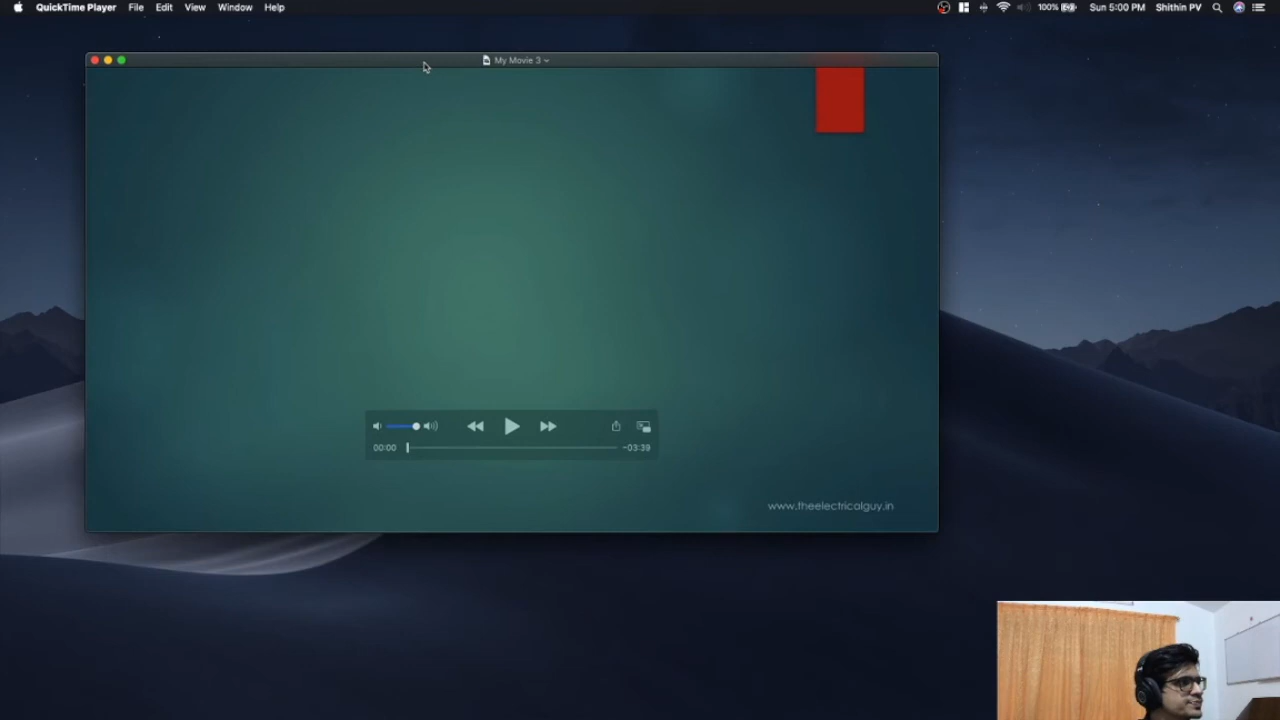 QuickTime Player File Edit View Window Help 100% Sun 5:00 PM Shithin PV
My Movie 3
00:00 -03:39
www.theelectricalguy.in